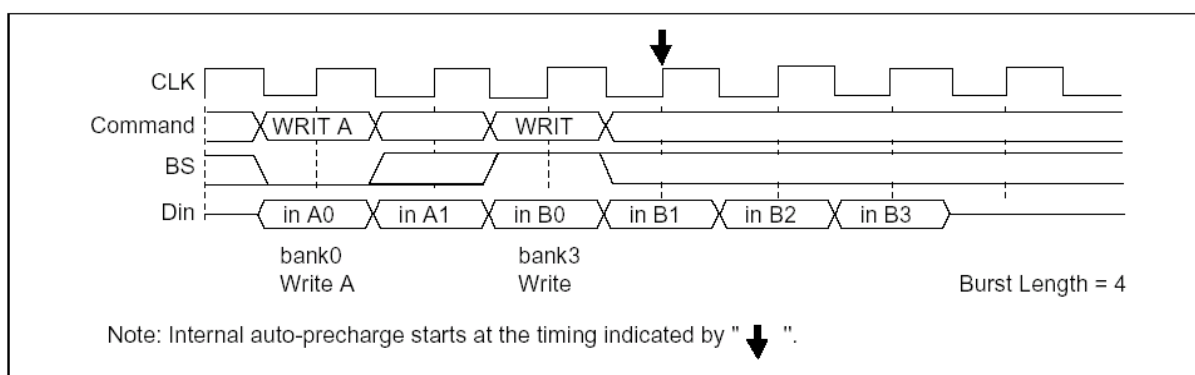 CLK
Command WRIT A WRIT
BS
Din in A0 in A1 in B0 in B1 in B2 in B3
bank0 bank3
Write A Write Burst Length = 4
Note: Internal auto-precharge starts at the timing indicated by " ".